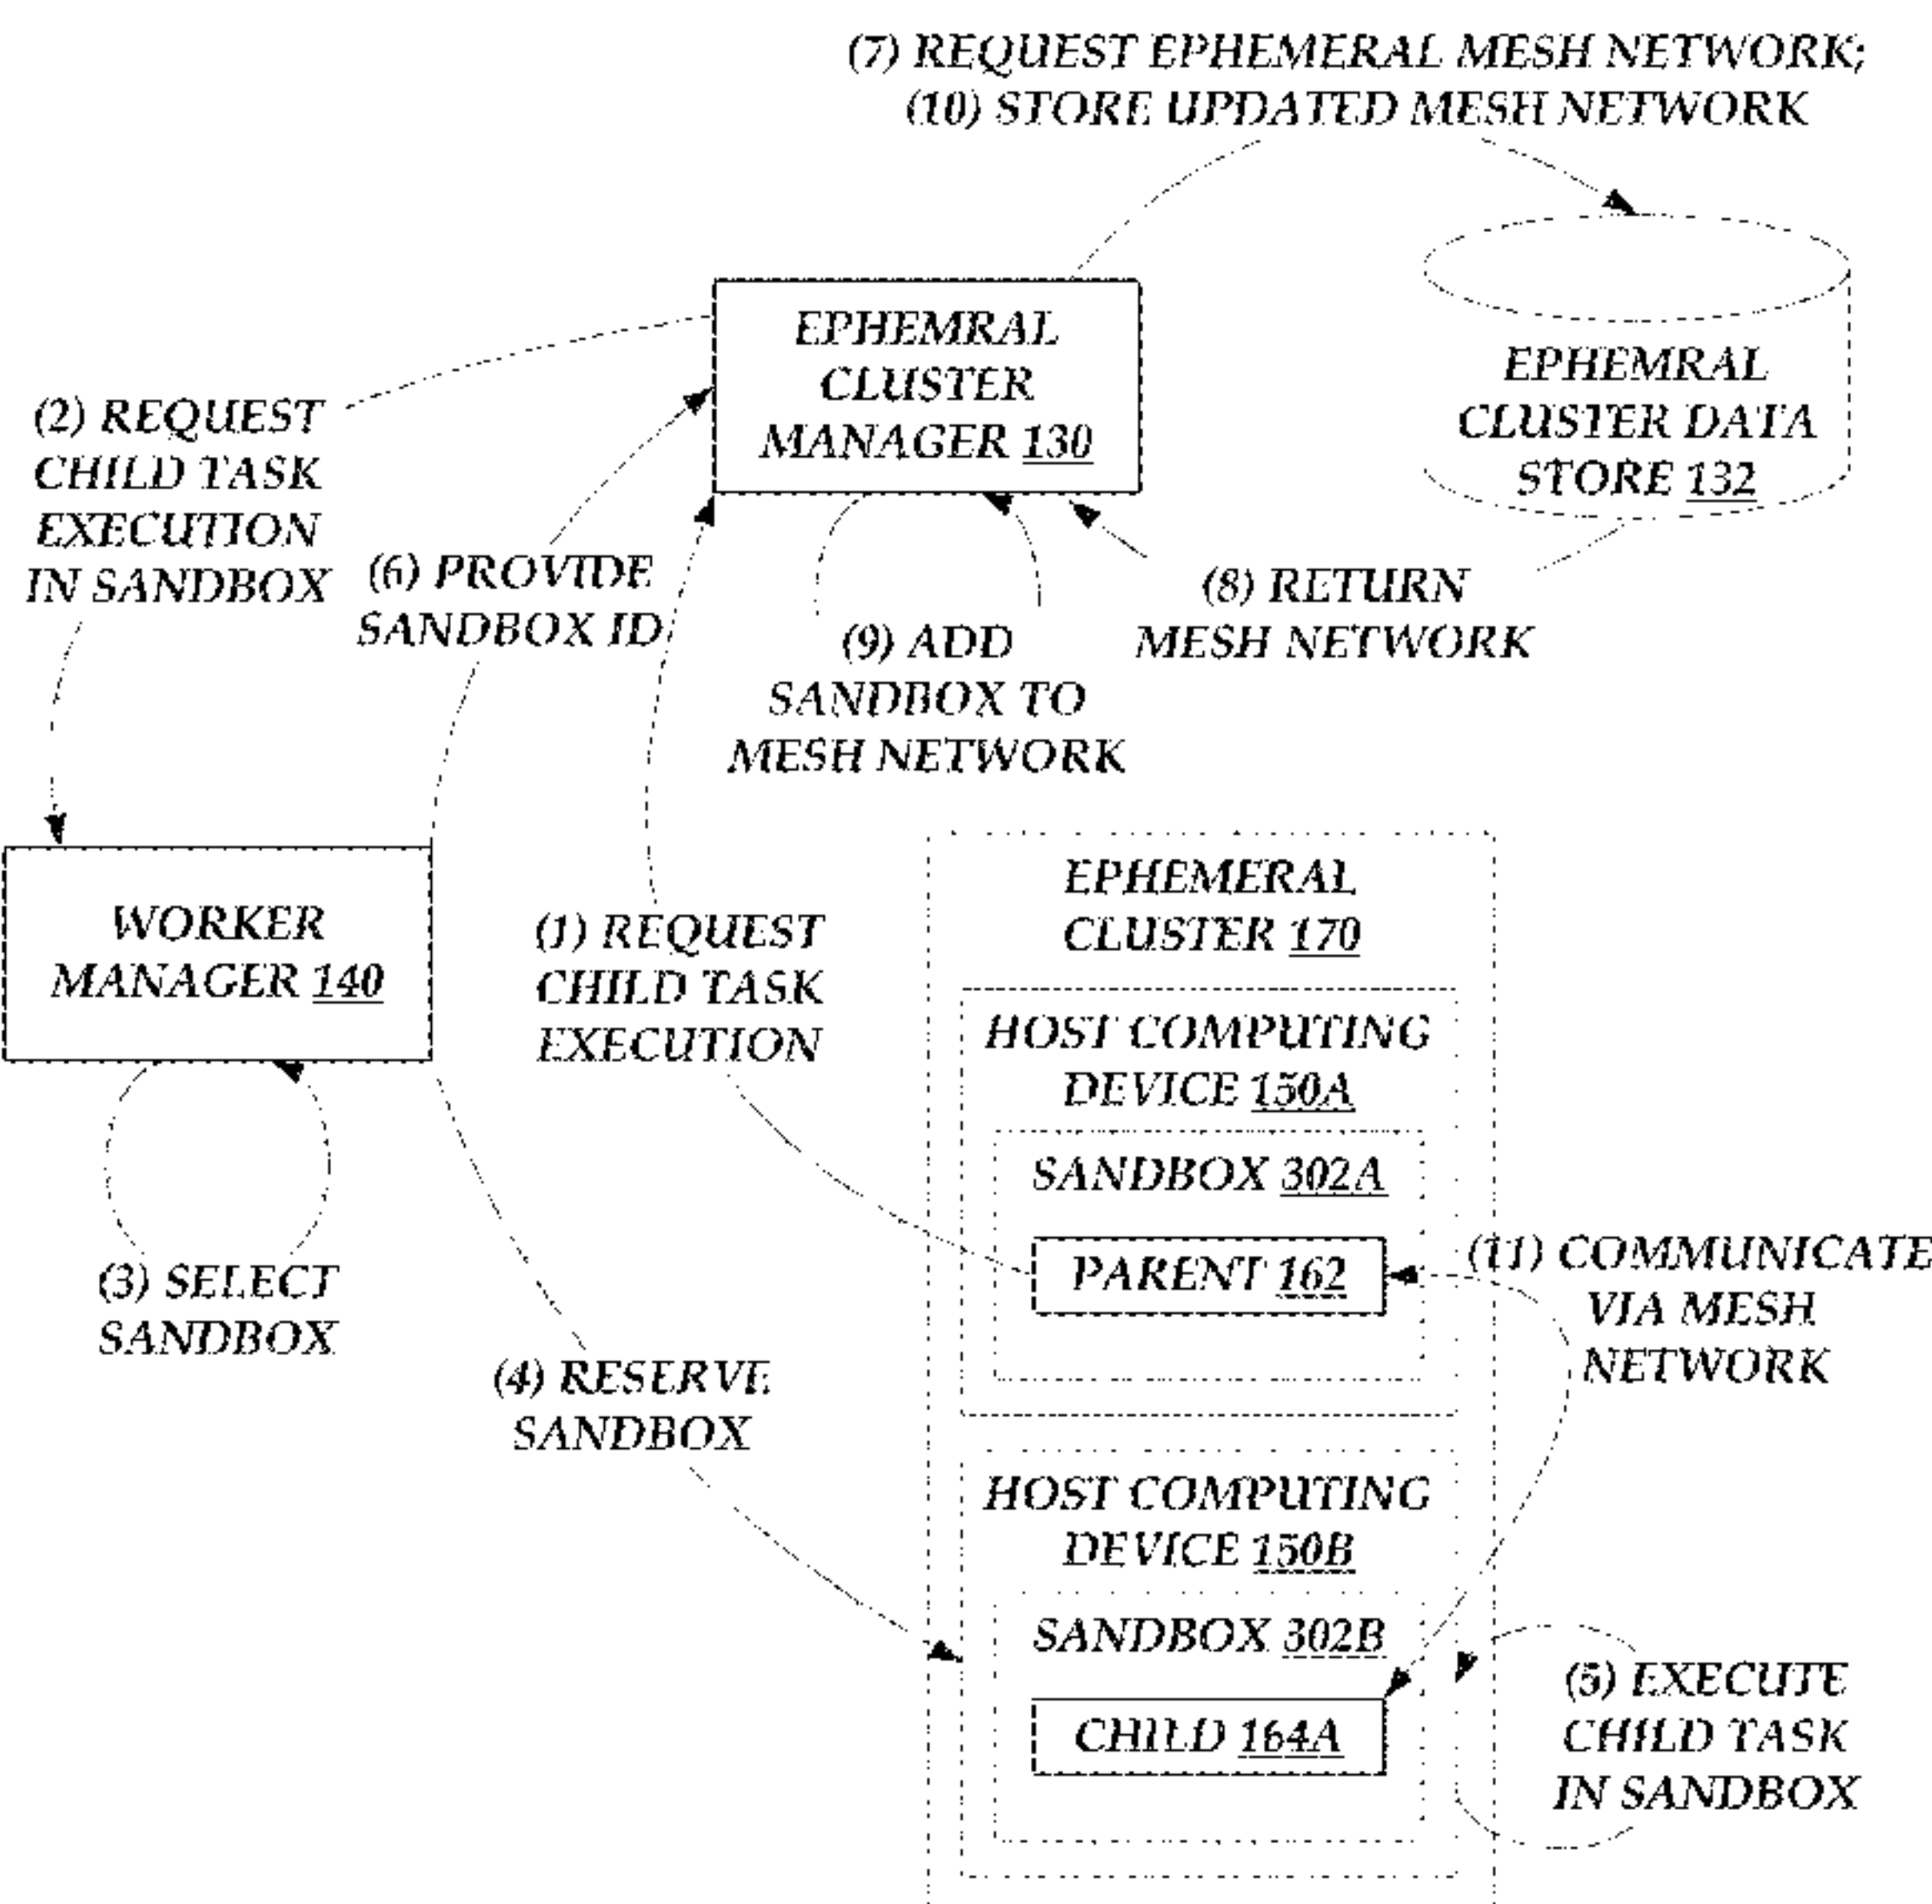 (7) REQUEST EPHEMERAL MESH NETWORK;
(10) STORE UPDATED MESH NETWORK
EPHEMRAL
CLUSTER
MANAGER 130
EPHEMRAL
CLUSTER DATA
STORE 132
(2) REQUEST
CHILD TASK
EXECUTION
IN SANDBOX
(6) PROVIDE
SANDBOX ID
(8) RETURN
MESH NETWORK
(9) ADD
SANDBOX TO
MESH NETWORK
WORKER
MANAGER 140
(1) REQUEST
CHILD TASK
EXECUTION
EPHEMERAL
CLUSTER 170
HOST COMPUTING
DEVICE 150A
SANDBOX 302A
PARENT 162
(11) COMMUNICATE
VIA MESH
NETWORK
(3) SELECT
SANDBOX
(4) RESERVE
SANDBOX
HOST COMPUTING
DEVICE 150B
SANDBOX 302B
CHILD 164A
(5) EXECUTE
CHILD TASK
IN SANDBOX